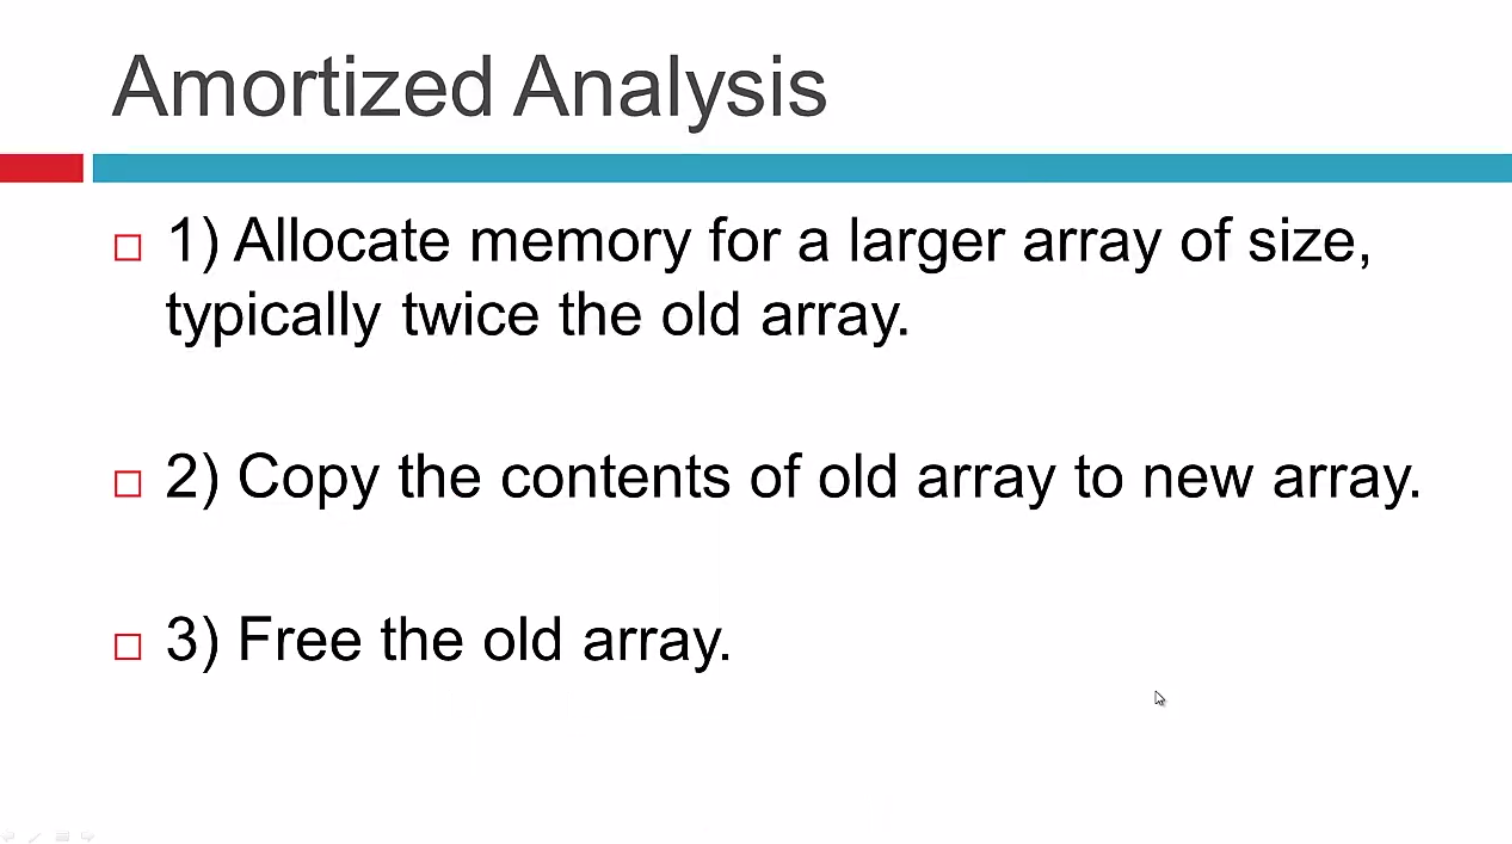 Amortized Analysis
1) Allocate memory for a larger array of size,
typically twice the old array.
2) Copy the contents of old array to new array.
3) Free the old array.